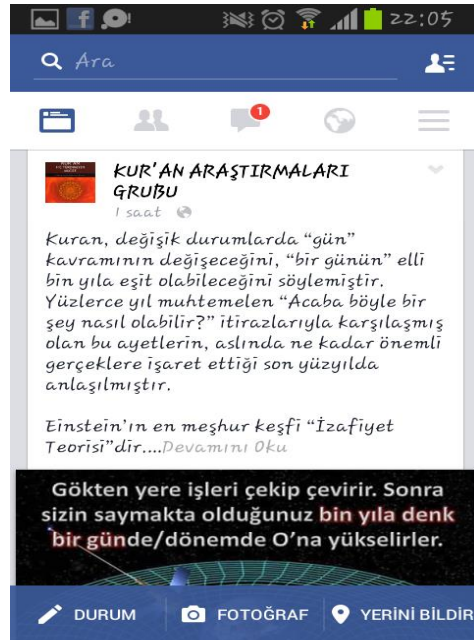 22:05
Ara
1
KUR'AN ARAŞTIRMALARI
GRUBU
1 saat
Kuran, değişik durumlarda “gün”
kavramının değişeceğini, “bir günün” elli
bin yıla eşit olabileceğini söylemiştir.
Yüzlerce yıl muhtemelen “Acaba böyle bir
şey nasıl olabilir?” itirazlarıyla karşılaşmış
olan bu ayetlerin, aslında ne kadar önemli
gerçeklere işaret ettiği son yüzyılda
anlaşılmıştır.
Einstein'ın en meşhur keşfi “İzafiyet
Teorisi”dir....Devamını Oku
Gökten yere işleri çekip çevirir. Sonra
sizin saymakta olduğunuz bin yıla denk
bir günde/dönemde O'na yükselirler.
DURUM
FOTOĞRAF
YERİNİ BİLDİR